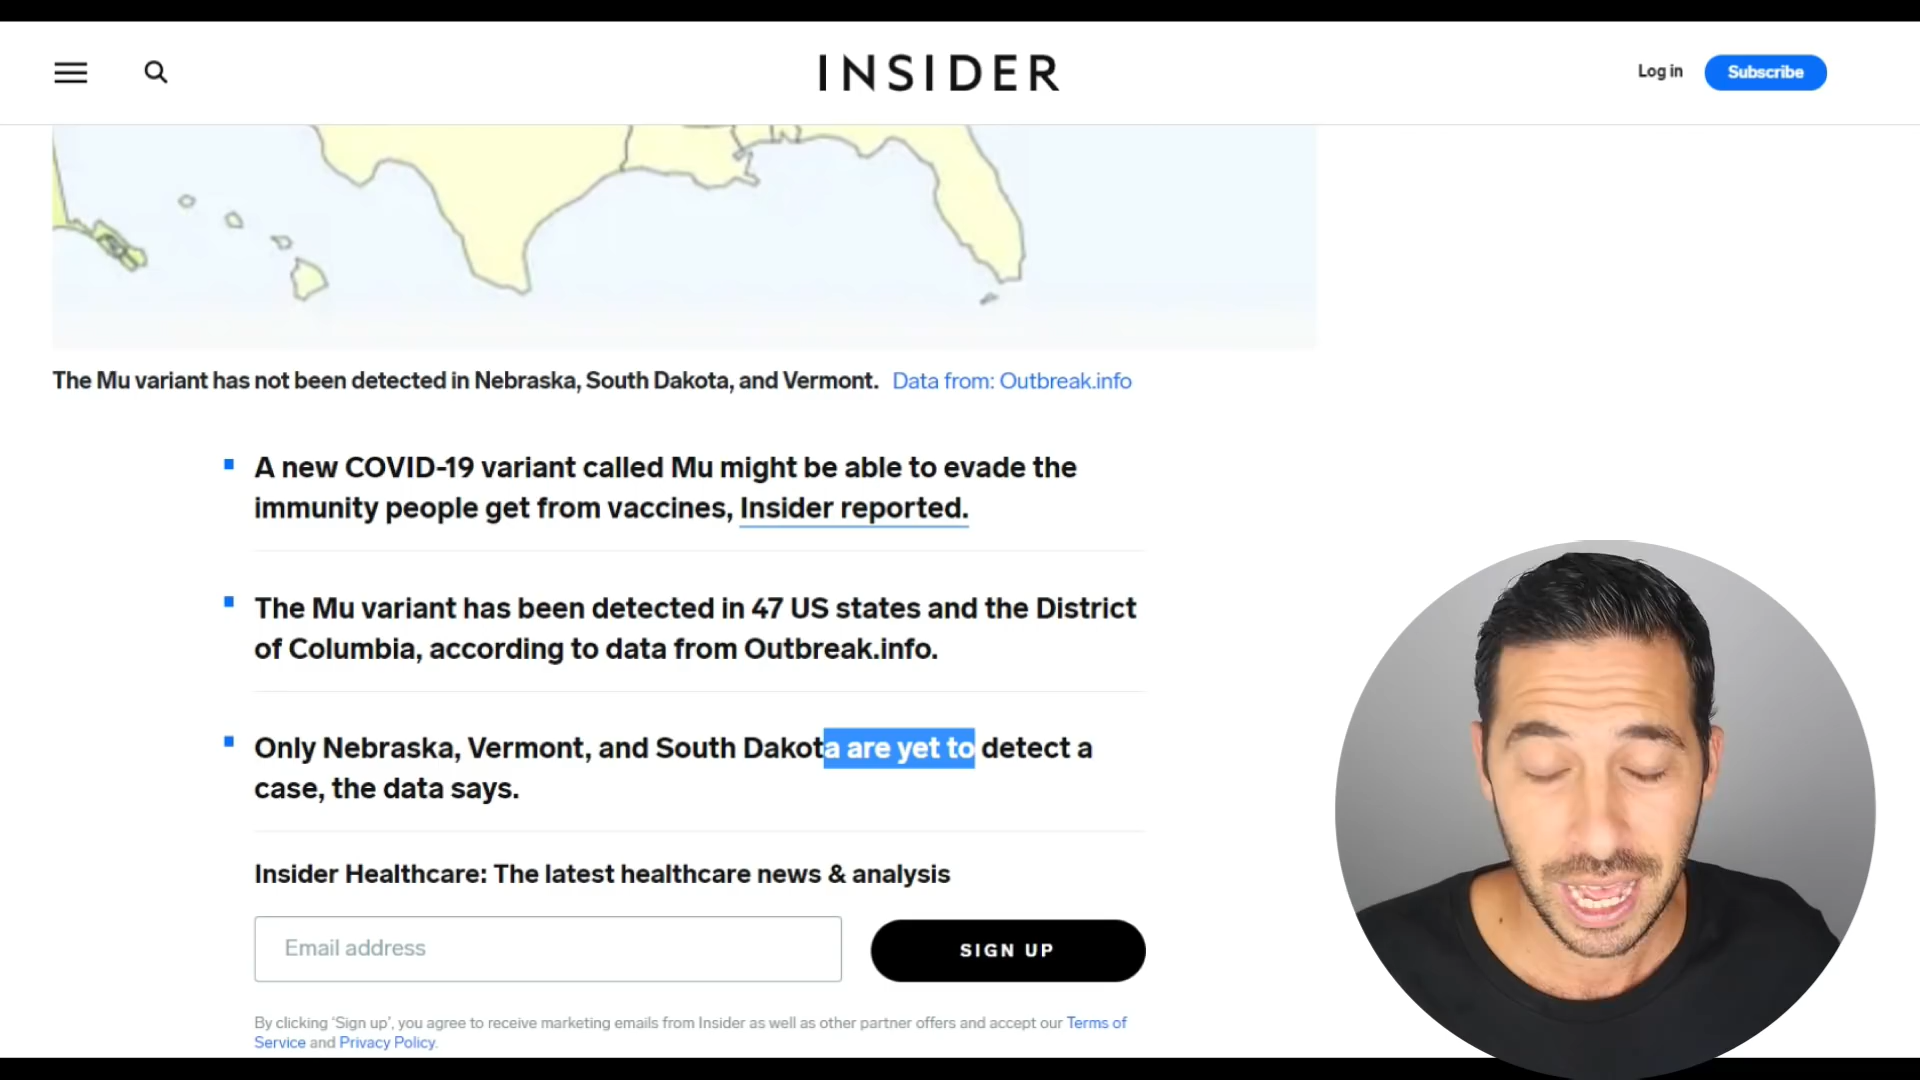 INSIDER
Log in
Subscribe
The Mu variant has not been detected in Nebraska, South Dakota, and Vermont. Data from: Outbreak.info
A new COVID-19 variant called Mu might be able to evade the
immunity people get from vaccines, Insider reported.
The Mu variant has been detected in 47 US states and the District
of Columbia, according to data from Outbreak.info.
Only Nebraska, Vermont, and South Dakota are yet to detect a
case, the data says.
Insider Healthcare: The latest healthcare news & analysis
Email address
SIGN UP
By clicking 'Sign up', you agree to receive marketing emails from Insider as well as other partner offers and accept our Terms of
Service and Privacy Policy.